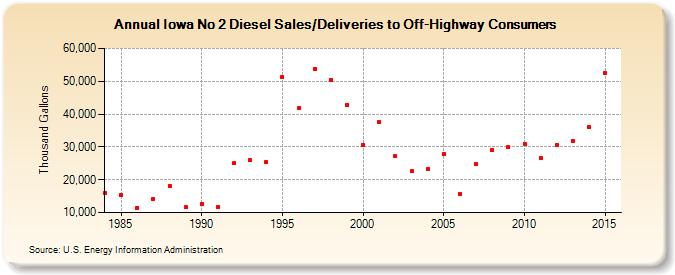 Annual Iowa No 2 Diesel Sales/Deliveries to Off-Highway Consumers
Thousand Gallons
60,000
50,000
40,000
30,000
20,000
10,000
1985 1990 1995 2000 2005 2010 2015
Source: U.S. Energy Information Administration